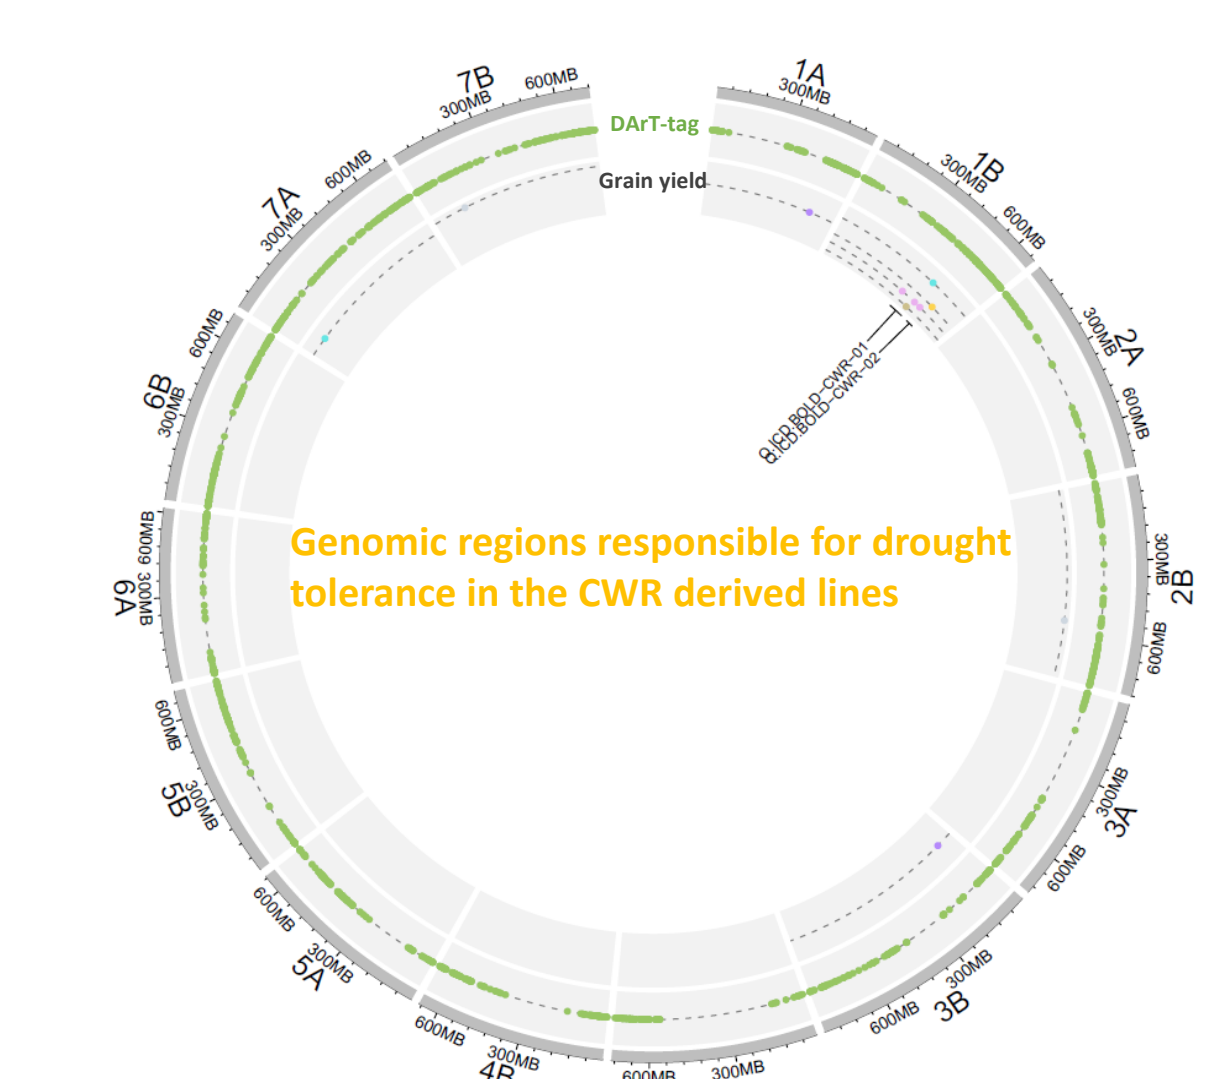 7B
600MB
300MB
1A
300MB
DArT-tag
Grain yield
1B
300MB
600MB
7A
600MB
300MB
2A
300MB
600MB
6B
600MB
300MB
Q.ICD.BOLD-CWR-01
Q.ICD.BOLD-CWR-02
Genomic regions responsible for drought
tolerance in the CWR derived lines
6A
600MB
300MB
2B
300MB
600MB
5B
600MB
300MB
3A
300MB
600MB
5A
600MB
300MB
3B
300MB
600MB
4B
600MB
300MB
600MB
300MB